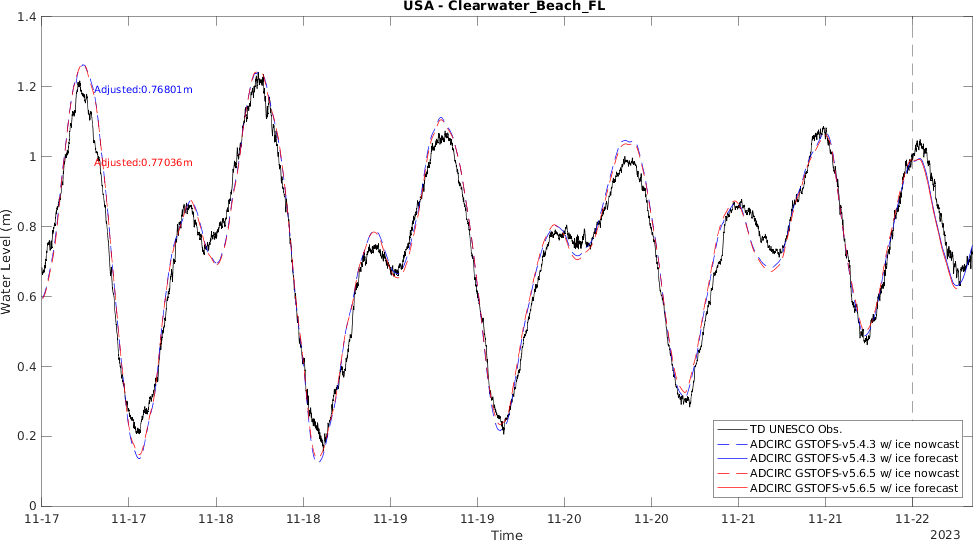 USA - Clearwater_Beach_FL
1.4
1.2
1
0.8
0.6
0.4
0.2
0
Water Level (m)
Adjusted:0.76801m
Adjusted:0.77036m
TD UNESCO Obs.
ADCIRC GSTOFS-v5.4.3 w/ ice nowcast
ADCIRC GSTOFS-v5.4.3 w/ ice forecast
ADCIRC GSTOFS-v5.6.5 w/ ice nowcast
ADCIRC GSTOFS-v5.6.5 w/ ice forecast
11-17 11-17 11-18 11-18 11-19 11-19 11-20 11-20 11-21 11-21 11-22
Time
2023